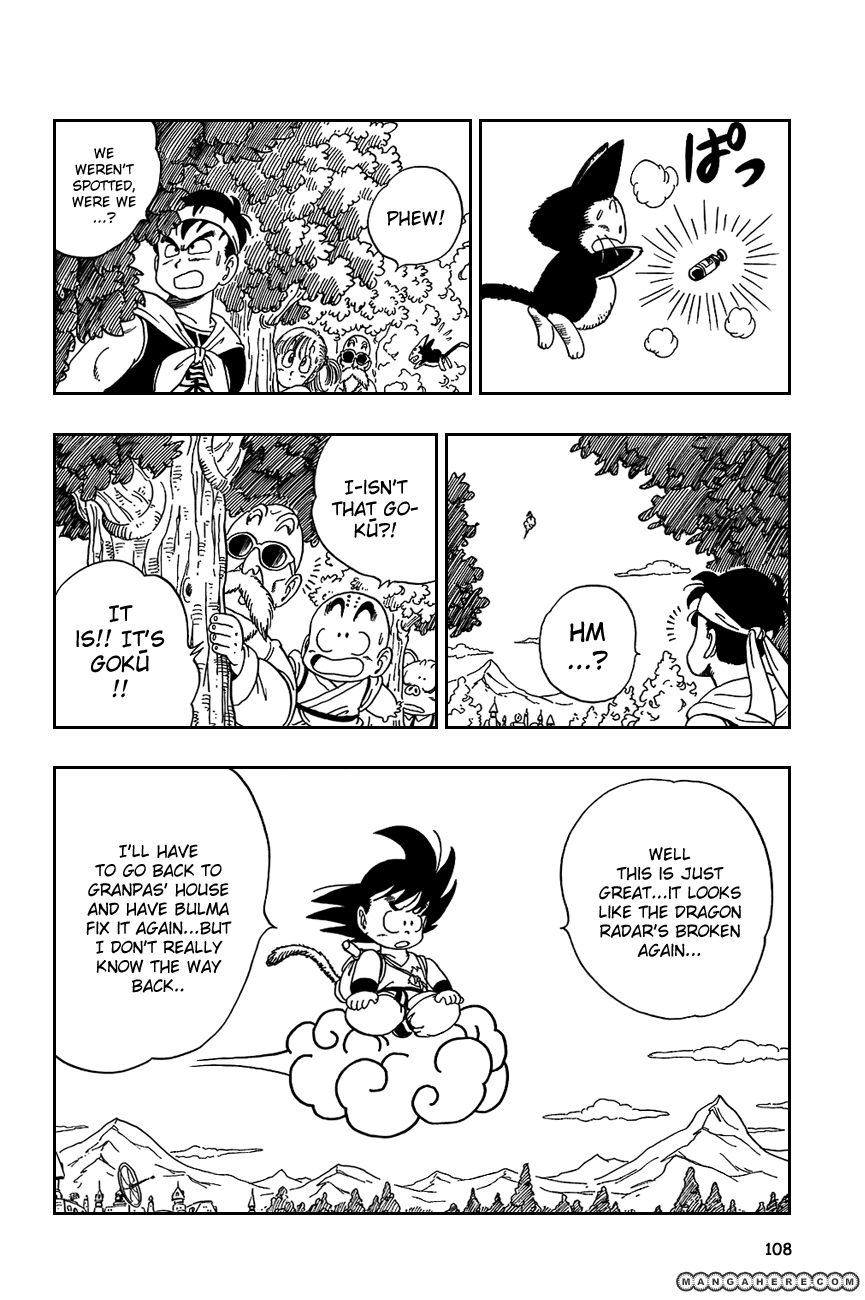 ぱっ
PHEW!
WE
WEREN'T
SPOTTED,
WERE WE
...?
HM
...?
I-ISN'T
THAT GO-
KŪ?!
IT
IS!! IT'S
GOKŪ
!!
WELL
THIS IS JUST
GREAT...IT LOOKS
LIKE THE DRAGON
RADAR'S BROKEN
AGAIN...
I'LL HAVE
TO GO BACK TO
GRANPAS' HOUSE
AND HAVE BULMA
FIX IT AGAIN...BUT
I DON'T REALLY
KNOW THE WAY
BACK..
108
MANGAHERE.COM